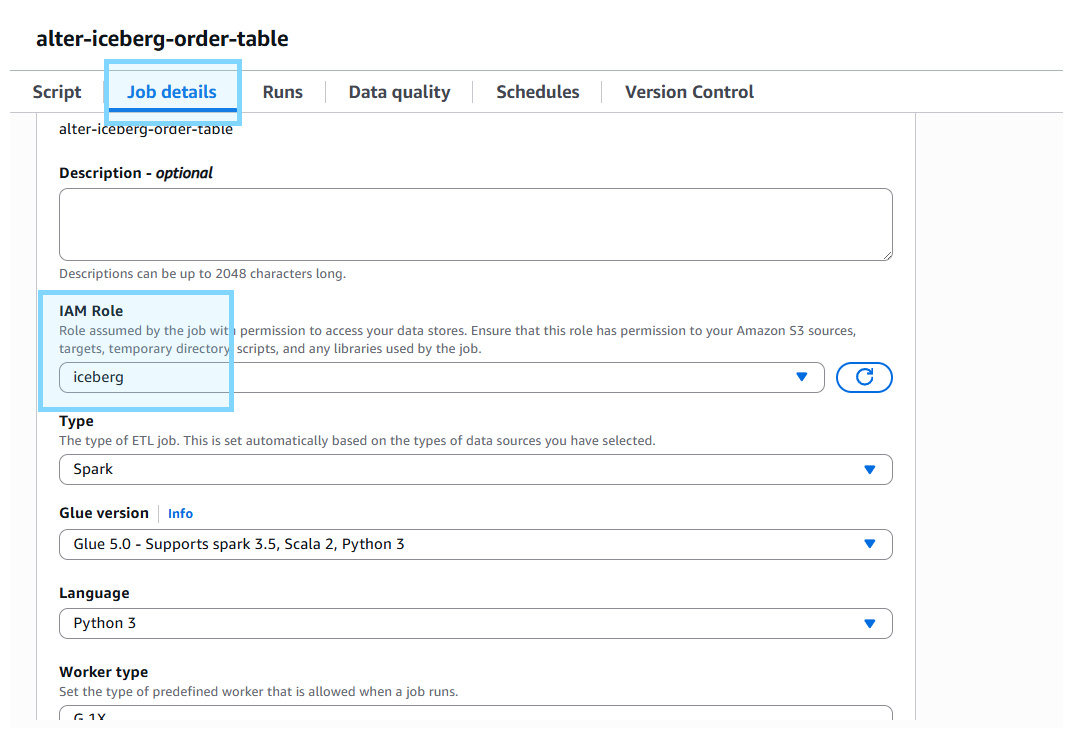 alter-iceberg-order-table
Script
Job details
Runs
Data quality
Schedules
Version Control
alter-iceberg-order-table
Description - optional
Descriptions can be up to 2048 characters long.
IAM Role
Role assumed by the job with permission to access your data stores. Ensure that this role has permission to your Amazon S3 sources,
targets, temporary directory, scripts, and any libraries used by the job.
iceberg
Type
The type of ETL job. This is set automatically based on the types of data sources you have selected.
Spark
Glue version
Info
Glue 5.0 - Supports spark 3.5, Scala 2, Python 3
Language
Python 3
Worker type
Set the type of predefined worker that is allowed when a job runs.
G 1X